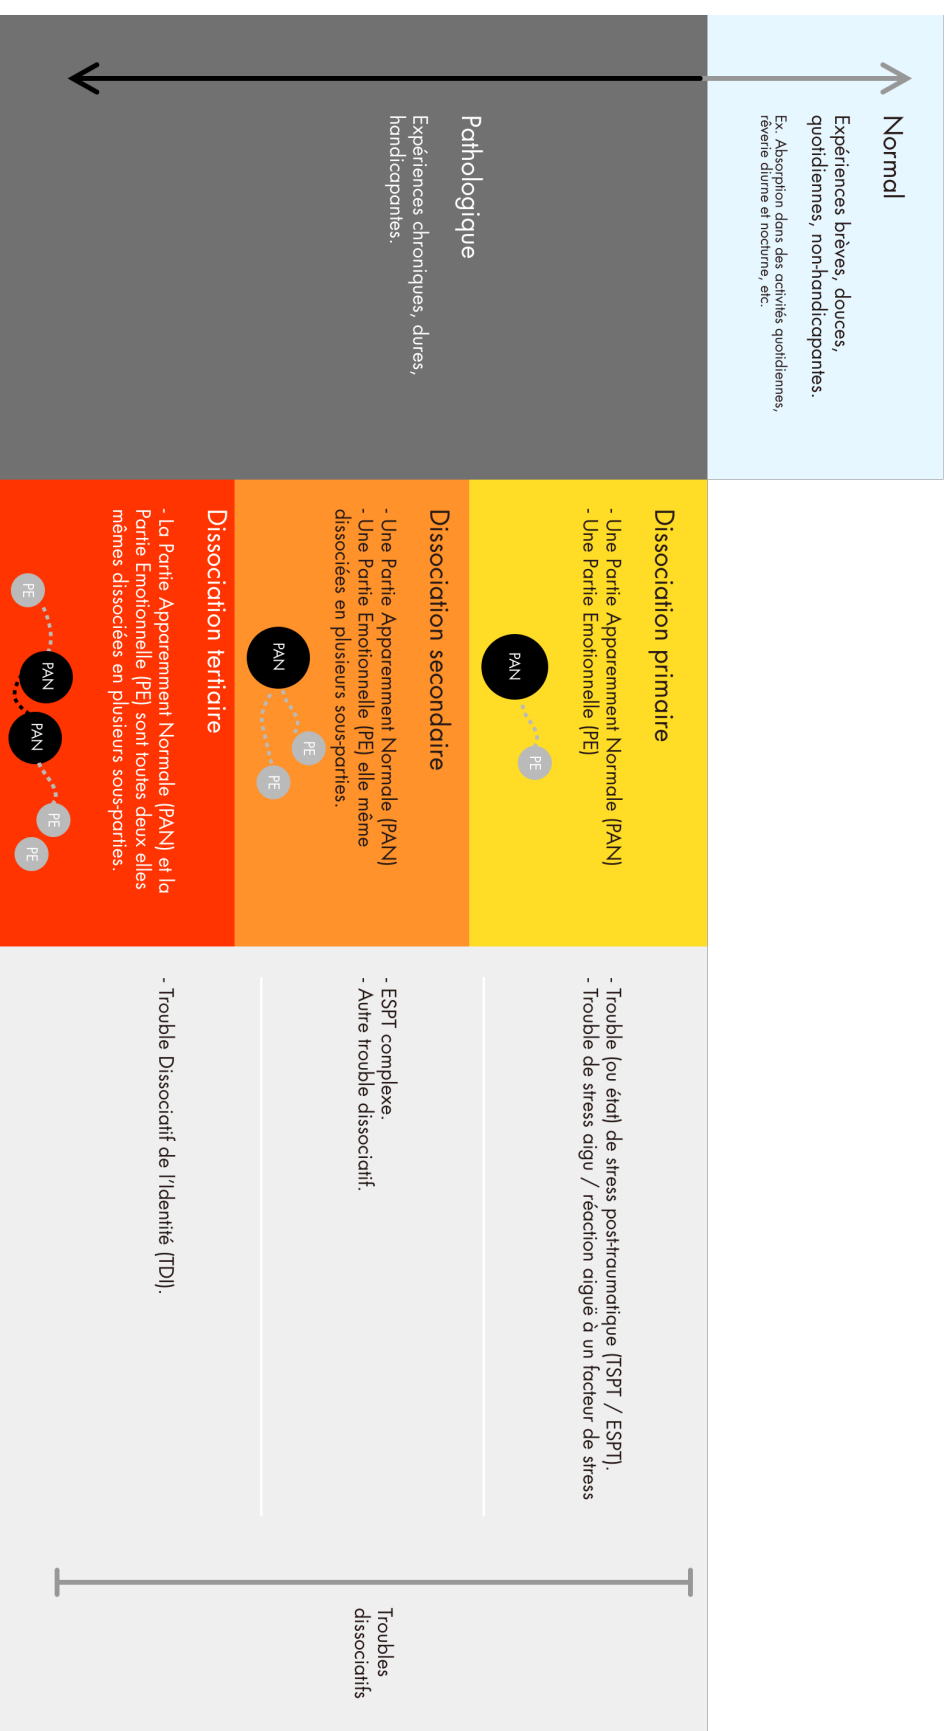 Normal
Expériences brèves, douces,
quotidiennes, non-handicapantes.
Ex. Absorption dans des activités quotidiennes,
rêverie diurne et nocturne, etc.
Pathologique
Expériences chroniques, dures,
handicapantes.
Dissociation primaire
- Une Partie Apparemment Normale (PAN)
- Une Partie Emotionnelle (PE)
PAN
PE
- Trouble (ou état) de stress post-traumatique (TSPT / ESPT).
- Trouble de stress aigu / réaction aiguë à un facteur de stress
Dissociation secondaire
- Une Partie Apparemment Normale (PAN)
- Une Partie Emotionnelle (PE) elle même
dissociées en plusieurs sous-parties.
PAN
PE
PE
- ESPT complexe.
- Autre trouble dissociatif.
Dissociation tertiaire
- La Partie Apparemment Normale (PAN) et la
Partie Emotionnelle (PE) sont toutes deux elles
mêmes dissociées en plusieurs sous-parties.
PE
PAN
PAN
PE
PE
- Trouble Dissociatif de l'Identité (TDI).
Troubles
dissociatifs